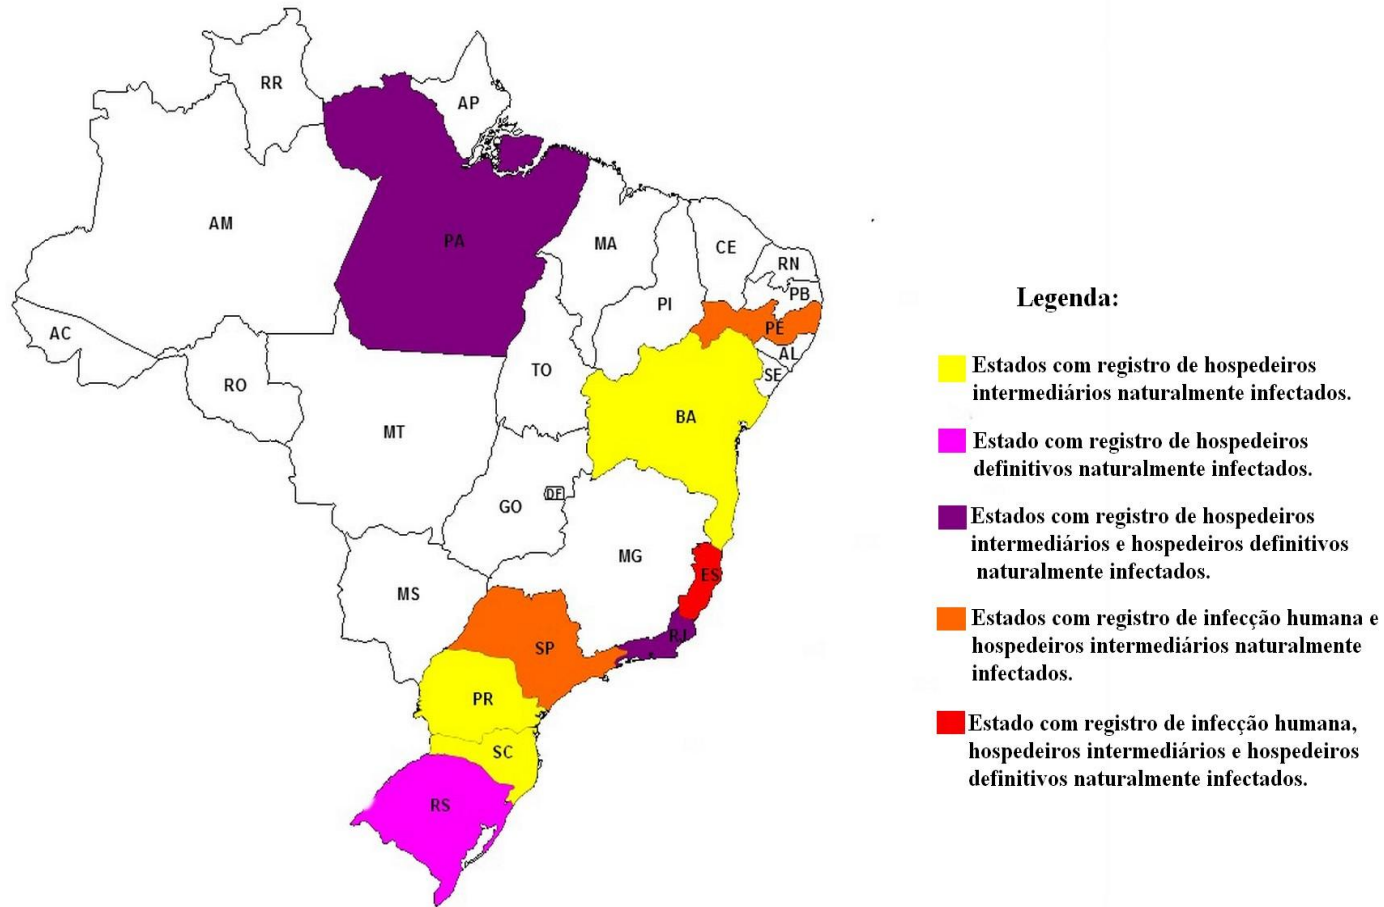 RR
AP
AM
PA
MA
CE
RN
PB
PI
PE
AC
AL
SE
RO
TO
BA
MT
DF
GO
MG
ES
MS
RJ
SP
PR
SC
RS
Legenda:
Estados com registro de hospedeiros
intermediários naturalmente infectados.
Estado com registro de hospedeiros
definitivos naturalmente infectados.
Estados com registro de hospedeiros
intermediários e hospedeiros definitivos
naturalmente infectados.
Estados com registro de infecção humana e
hospedeiros intermediários naturalmente
infectados.
Estado com registro de infecção humana,
hospedeiros intermediários e hospedeiros
definitivos naturalmente infectados.